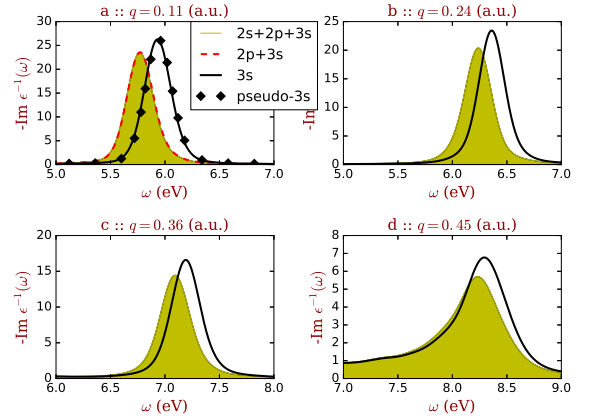 a :: q = 0.11 (a.u.)
-Im ϵ⁻¹(ω)
30
25
20
15
10
5
0
5.0 5.5 6.0 6.5 7.0
ω (eV)
2s+2p+3s
2p+3s
3s
pseudo-3s
b :: q = 0.24 (a.u.)
25
20
15
10
5
0
5.0 5.5 6.0 6.5 7.0
ω (eV)
c :: q = 0.36 (a.u.)
-Im ϵ⁻¹(ω)
20
15
10
5
0
6.0 6.5 7.0 7.5 8.0
ω (eV)
d :: q = 0.45 (a.u.)
-Im ϵ⁻¹(ω)
8
7
6
5
4
3
2
1
0
7.0 7.5 8.0 8.5 9.0
ω (eV)